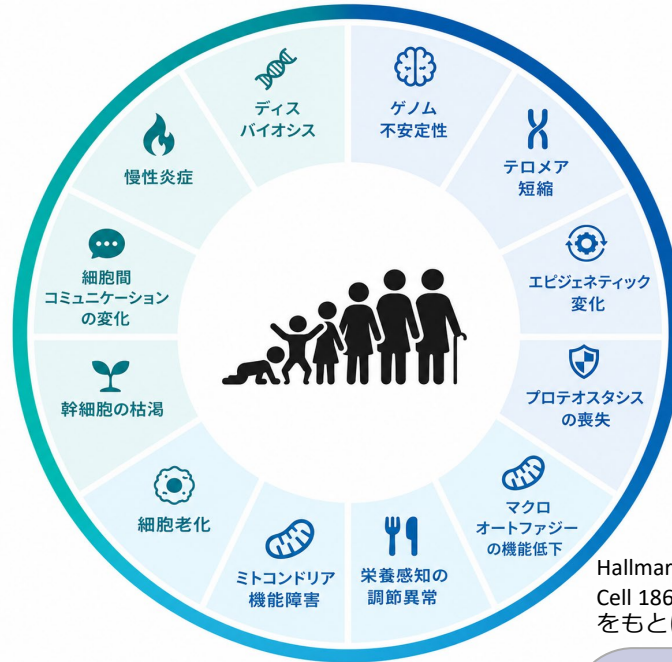 ディス
バイオシス
ゲノム
不安定性
テロメア
短縮
エピジェネティック
変化
プロテオスタシス
の喪失
マクロ
オートファジー
の機能低下
栄養感知の
調節異常
ミトコンドリア
機能障害
細胞老化
幹細胞の枯渇
細胞間
コミュニケーション
の変化
慢性炎症
Cell 186
をもと